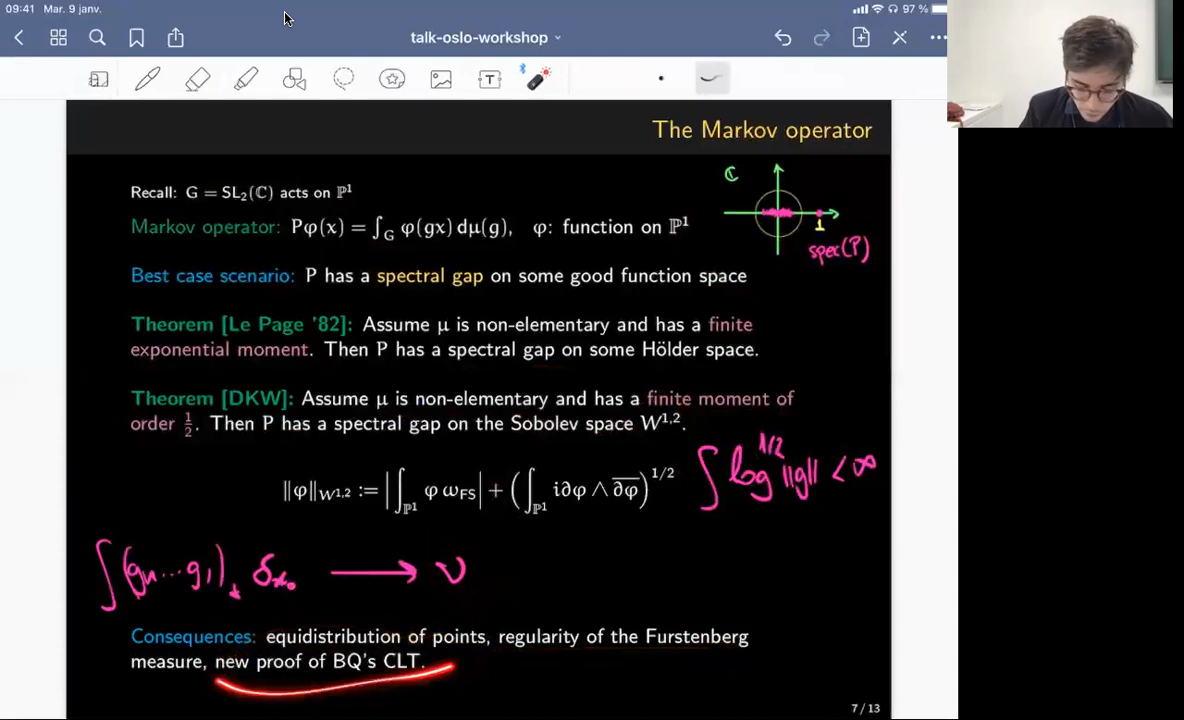 09:41 Mar. 9 janv. 97 %
talk-oslo-workshop
T
The Markov operator
Recall: G = SL₂(ℂ) acts on ℙ¹
ℂ
Markov operator: Pφ(x) = ∫_G φ(gx) dμ(g), φ: function on ℙ¹
1
spec(P)
Best case scenario: P has a spectral gap on some good function space
Theorem [Le Page '82]: Assume μ is non-elementary and has a finite
exponential moment. Then P has a spectral gap on some Hölder space.
Theorem [DKW]: Assume μ is non-elementary and has a finite moment of
order 1/2. Then P has a spectral gap on the Sobolev space W^{1,2}.
‖φ‖_{W^{1,2}} := |∫_{ℙ¹} φ ω_FS| + (∫_{ℙ¹} i∂φ ∧ \overline{∂φ})^{1/2}
∫ log^{1/2} ‖g‖ < ∞
∫ (g_n ... g_1)_* δ_{x_0} ⟶ ν
Consequences: equidistribution of points, regularity of the Furstenberg
measure, new proof of BQ's CLT.
7 / 13